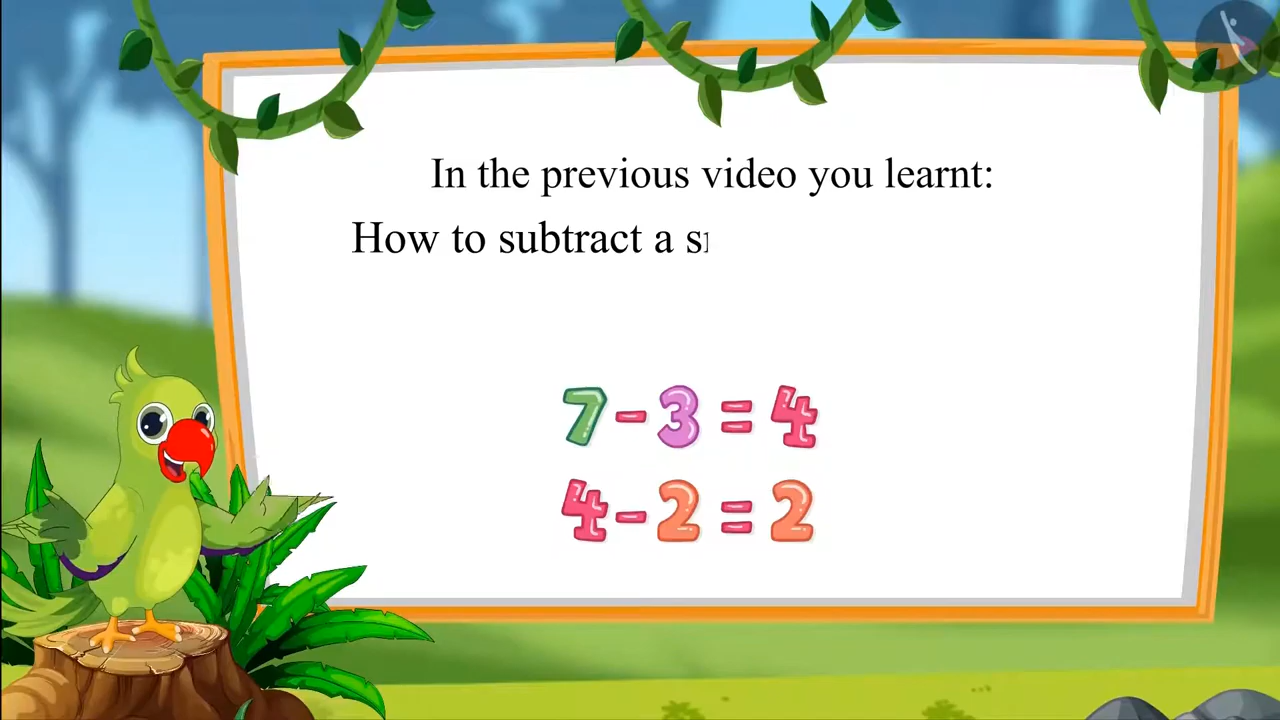 In the previous video you learnt:
How to subtract a
7-3=4
4-2=2